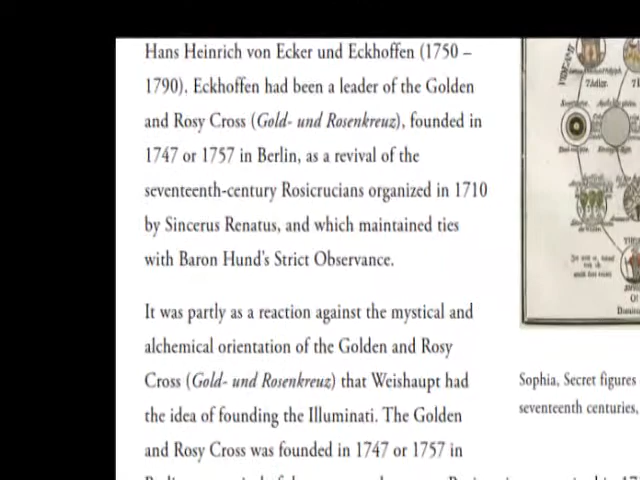 Hans Heinrich von Ecker und Eckhoffen (1750 –
1790). Eckhoffen had been a leader of the Golden
and Rosy Cross (Gold- und Rosenkreuz), founded in
1747 or 1757 in Berlin, as a revival of the
seventeenth-century Rosicrucians organized in 1710
by Sincerus Renatus, and which maintained ties
with Baron Hund's Strict Observance.
It was partly as a reaction against the mystical and
alchemical orientation of the Golden and Rosy
Cross (Gold- und Rosenkreuz) that Weishaupt had
the idea of founding the Illuminati. The Golden
and Rosy Cross was founded in 1747 or 1757 in
Sophia, Secret figures
seventeenth centuries,